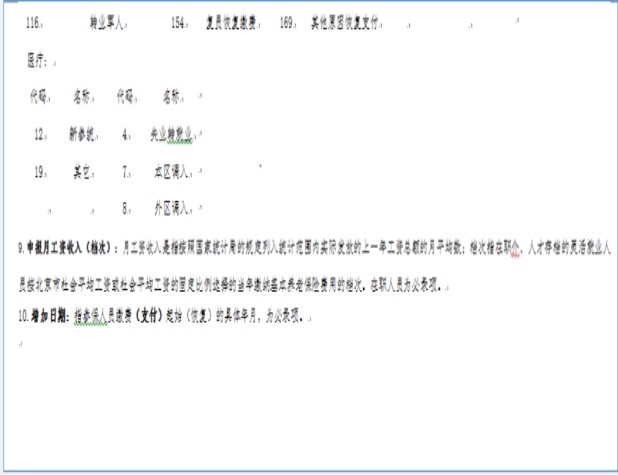 116. 转业军人 154. 复员恢复缴费 169. 其他原因恢复支付
医疗：
代码 名称 代码 名称
12 新参统 4 失业转就业
19 其它 7 本区调入
8 外区调入
9.申报月工资收入（档次）：月工资收入是指按照国家统计局的规定列入统计范围内实际发放的上一年工资总额的月平均数；档次指在职介、人才存档的灵活就业人
员按北京市社会平均工资或社会平均工资的固定比例选择的当年缴纳基本养老保险费用的档次。在职人员为必录项。
10.增加日期：指参保人员缴费（支付）起始（恢复）的具体年月，为必录项。